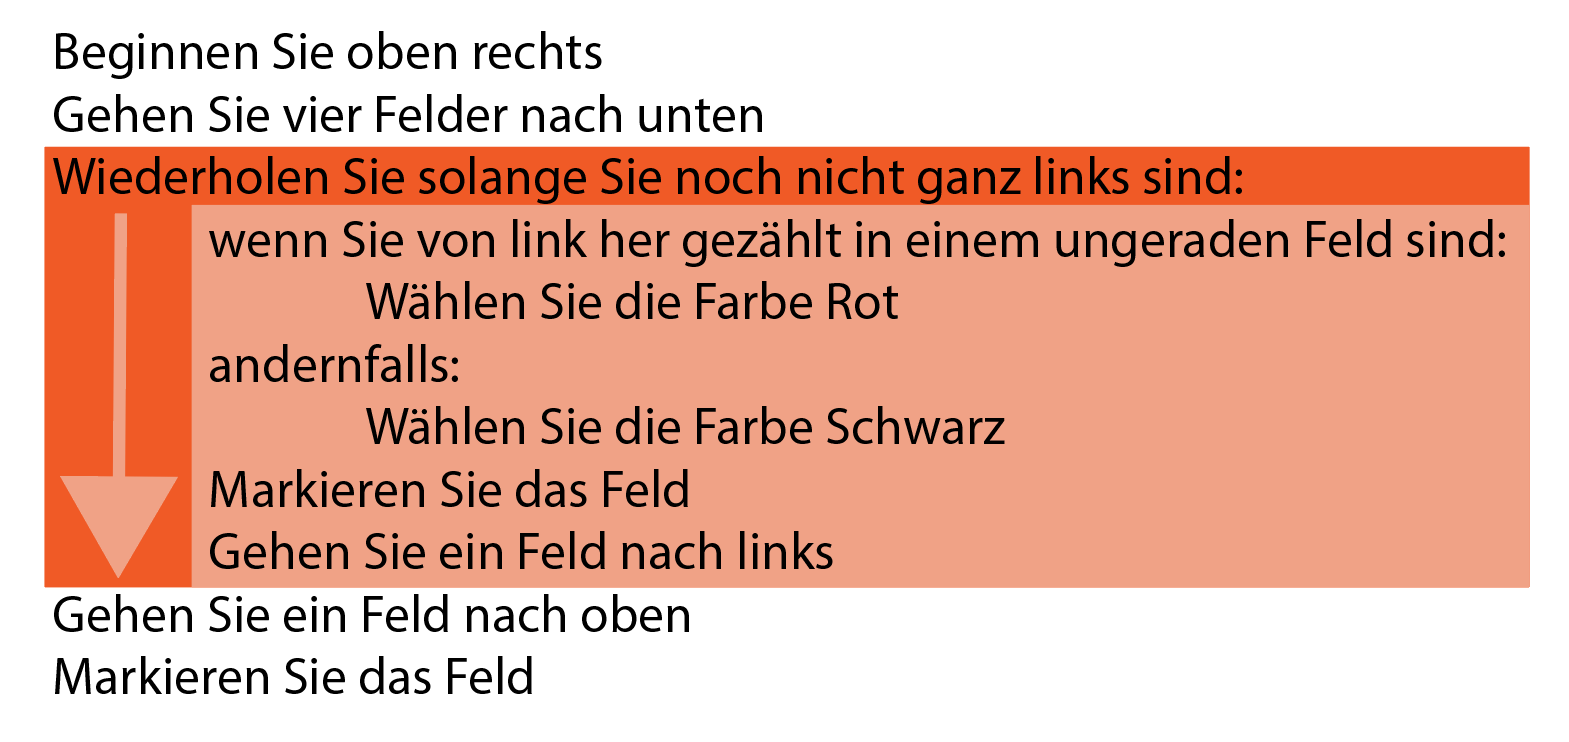 Beginnen Sie oben rechts
Gehen Sie vier Felder nach unten
Wiederholen Sie solange Sie noch nicht ganz links sind:
wenn Sie von link her gezählt in einem ungeraden Feld sind:
Wählen Sie die Farbe Rot
andernfalls:
Wählen Sie die Farbe Schwarz
Markieren Sie das Feld
Gehen Sie ein Feld nach links
Gehen Sie ein Feld nach oben
Markieren Sie das Feld